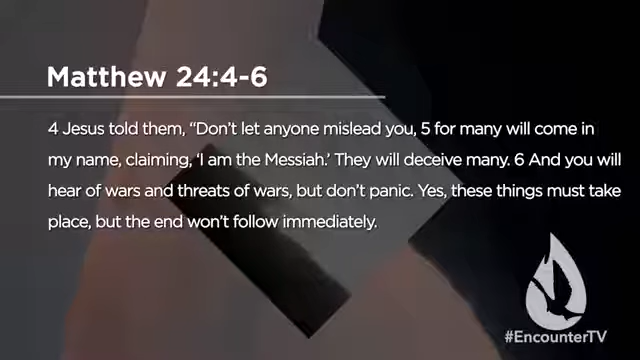 Matthew 24:4-6
4 Jesus told them, “Don’t let anyone mislead you, 5 for many will come in
my name, claiming, ‘I am the Messiah.’ They will deceive many. 6 And you will
hear of wars and threats of wars, but don’t panic. Yes, these things must take
place, but the end won’t follow immediately.
#EncounterTV